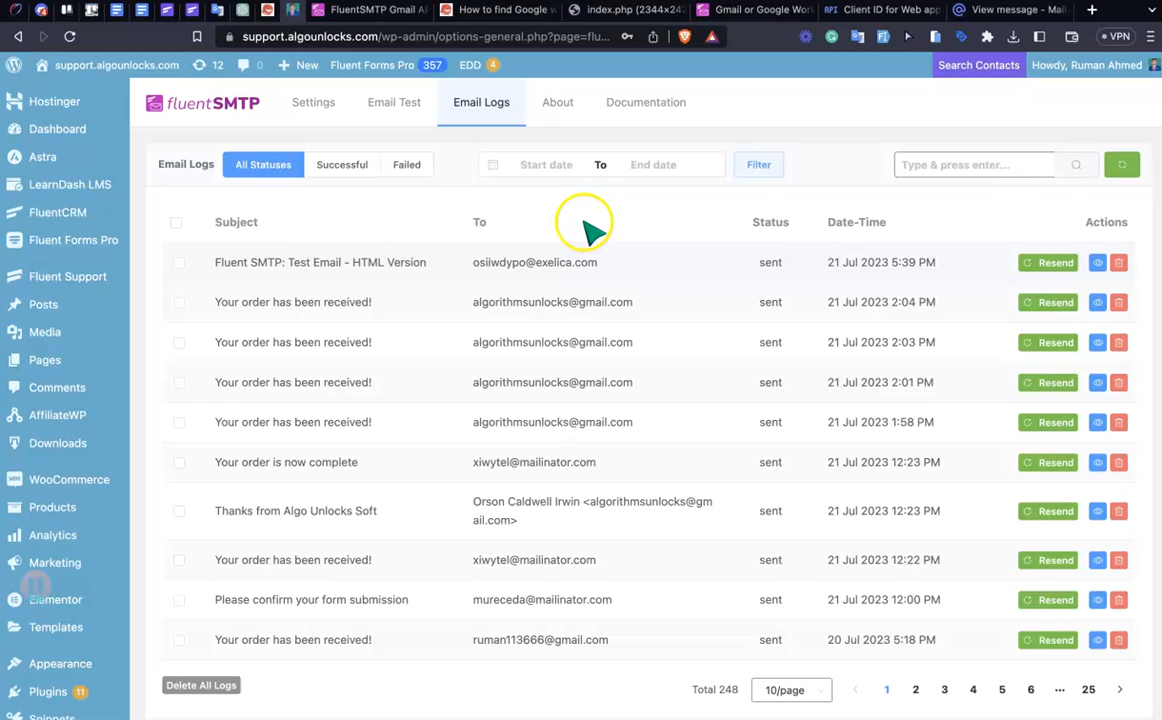 FluentSMTP Gmail AP
How to find Google w
index.php (2344×24
Gmail or Google Work
API Client ID for Web app
View message - Mail
support.algounlocks.com/wp-admin/options-general.php?page=flu...
VPN
support.algounlocks.com 12 New Fluent Forms Pro 357 EDD 4 Search Contacts Howdy, Ruman Ahmed
Hostinger
Dashboard
Astra
LearnDash LMS
FluentCRM
Fluent Forms Pro
Fluent Support
Posts
Media
Pages
Comments
AffiliateWP
Downloads
WooCommerce
Products
Analytics
Marketing
Elementor
Templates
Appearance
Plugins 11
Snippets
fluentSMTP Settings Email Test Email Logs About Documentation
Email Logs All Statuses Successful Failed Start date To End date Filter Type & press enter...
Subject To Status Date-Time Actions
Fluent SMTP: Test Email - HTML Version osiiwdypo@exelica.com sent 21 Jul 2023 5:39 PM Resend
Your order has been received! algorithmsunlocks@gmail.com sent 21 Jul 2023 2:04 PM Resend
Your order has been received! algorithmsunlocks@gmail.com sent 21 Jul 2023 2:03 PM Resend
Your order has been received! algorithmsunlocks@gmail.com sent 21 Jul 2023 2:01 PM Resend
Your order has been received! algorithmsunlocks@gmail.com sent 21 Jul 2023 1:58 PM Resend
Your order is now complete xiwytel@mailinator.com sent 21 Jul 2023 12:23 PM Resend
Thanks from Algo Unlocks Soft Orson Caldwell Irwin <algorithmsunlocks@gm
ail.com> sent 21 Jul 2023 12:23 PM Resend
Your order has been received! xiwytel@mailinator.com sent 21 Jul 2023 12:22 PM Resend
Please confirm your form submission mureceda@mailinator.com sent 21 Jul 2023 12:00 PM Resend
Your order has been received! ruman113666@gmail.com sent 20 Jul 2023 5:18 PM Resend
Delete All Logs Total 248 10/page 1 2 3 4 5 6 ... 25